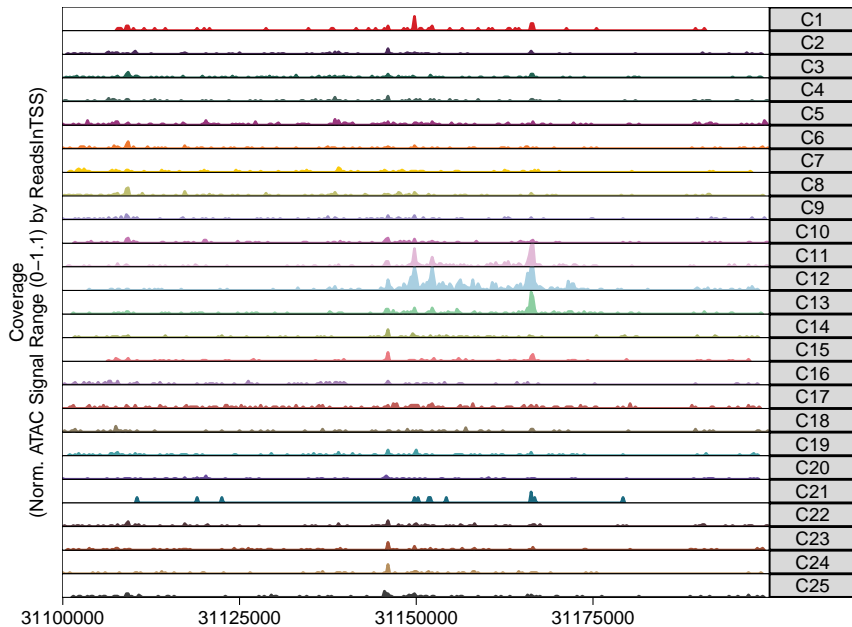 Coverage
(Norm. ATAC Signal Range (0−1.1) by ReadsInTSS)
C1
C2
C3
C4
C5
C6
C7
C8
C9
C10
C11
C12
C13
C14
C15
C16
C17
C18
C19
C20
C21
C22
C23
C24
C25
31100000 31125000 31150000 31175000